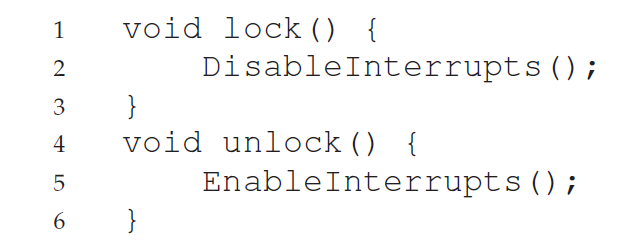 1 void lock() {
2 DisableInterrupts();
3 }
4 void unlock() {
5 EnableInterrupts();
6 }